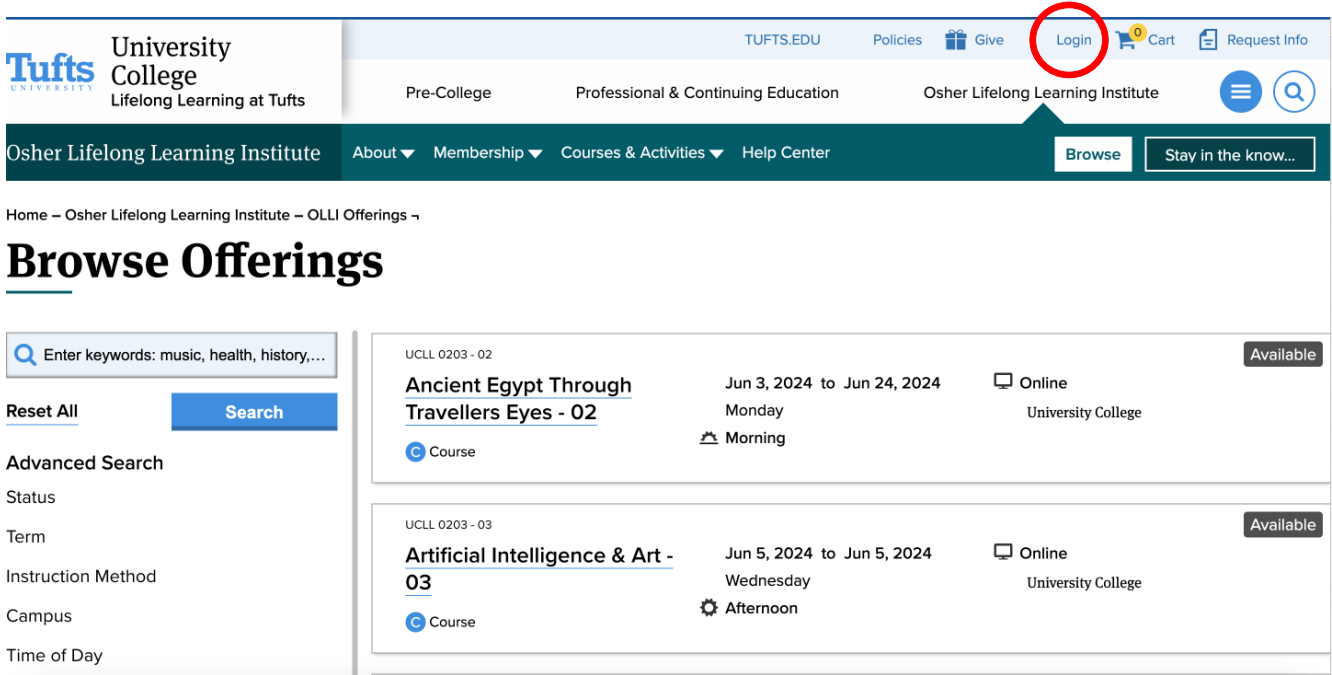 Tufts
UNIVERSITY
University
College
Lifelong Learning at Tufts
TUFTS.EDU Policies Give Login 0 Cart Request Info
Pre-College Professional & Continuing Education Osher Lifelong Learning Institute
Osher Lifelong Learning Institute About Membership Courses & Activities Help Center Browse Stay in the know...
Home – Osher Lifelong Learning Institute – OLLI Offerings ¬
Browse Offerings
Enter keywords: music, health, history,...
Reset All Search
Advanced Search
Status
Term
Instruction Method
Campus
Time of Day
UCLL 0203 - 02 Available
Ancient Egypt Through
Travellers Eyes - 02
C Course
Jun 3, 2024 to Jun 24, 2024
Monday
Morning
Online
University College
UCLL 0203 - 03 Available
Artificial Intelligence & Art -
03
C Course
Jun 5, 2024 to Jun 5, 2024
Wednesday
Afternoon
Online
University College